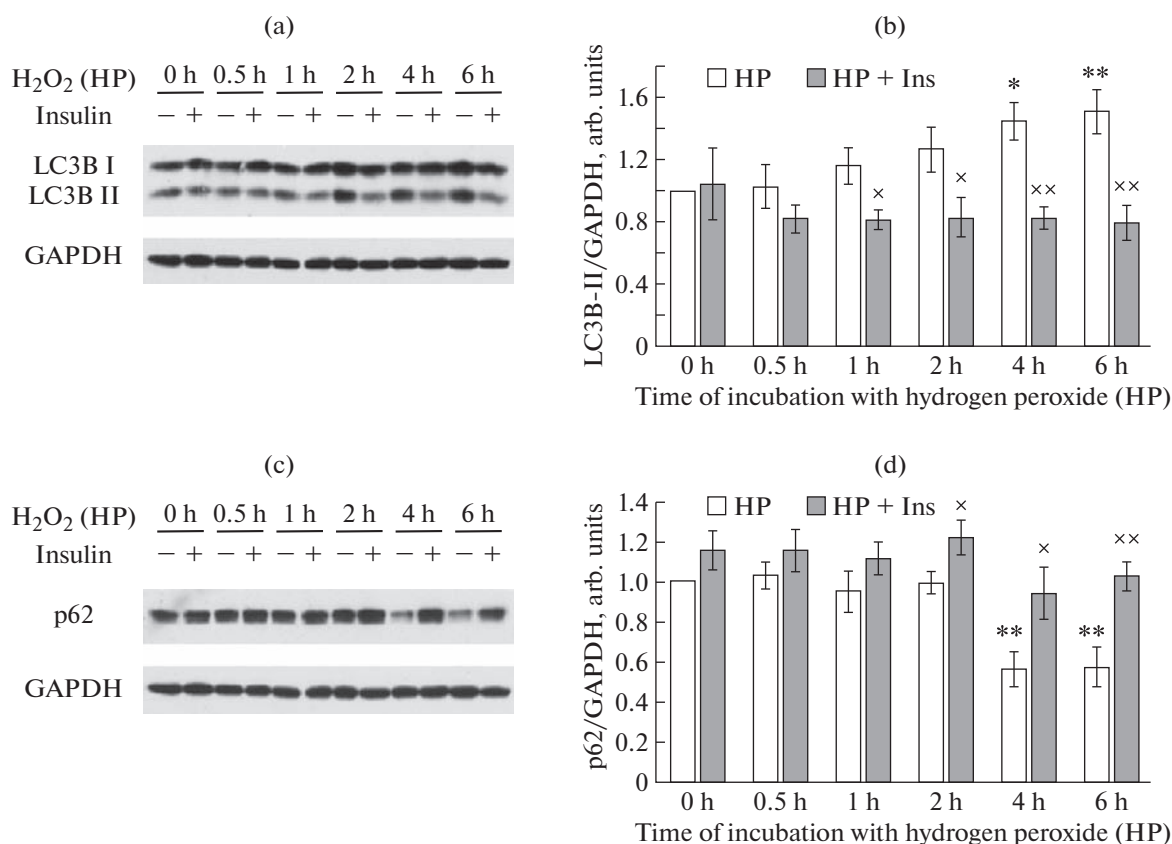 (a)
H₂O₂ (HP) 0 h 0.5 h 1 h 2 h 4 h 6 h
Insulin − + − + − + − + − + − +
LC3B I
LC3B II
GAPDH
(b)
HP HP + Ins
LC3B-II/GAPDH, arb. units
1.6
1.2
0.8
0.4
0
* **
× × ×× ××
0 h 0.5 h 1 h 2 h 4 h 6 h
Time of incubation with hydrogen peroxide (HP)
(c)
H₂O₂ (HP) 0 h 0.5 h 1 h 2 h 4 h 6 h
Insulin − + − + − + − + − + − +
p62
GAPDH
(d)
HP HP + Ins
p62/GAPDH, arb. units
1.4
1.2
1.0
0.8
0.6
0.4
0.2
0
× × ××
** **
0 h 0.5 h 1 h 2 h 4 h 6 h
Time of incubation with hydrogen peroxide (HP)